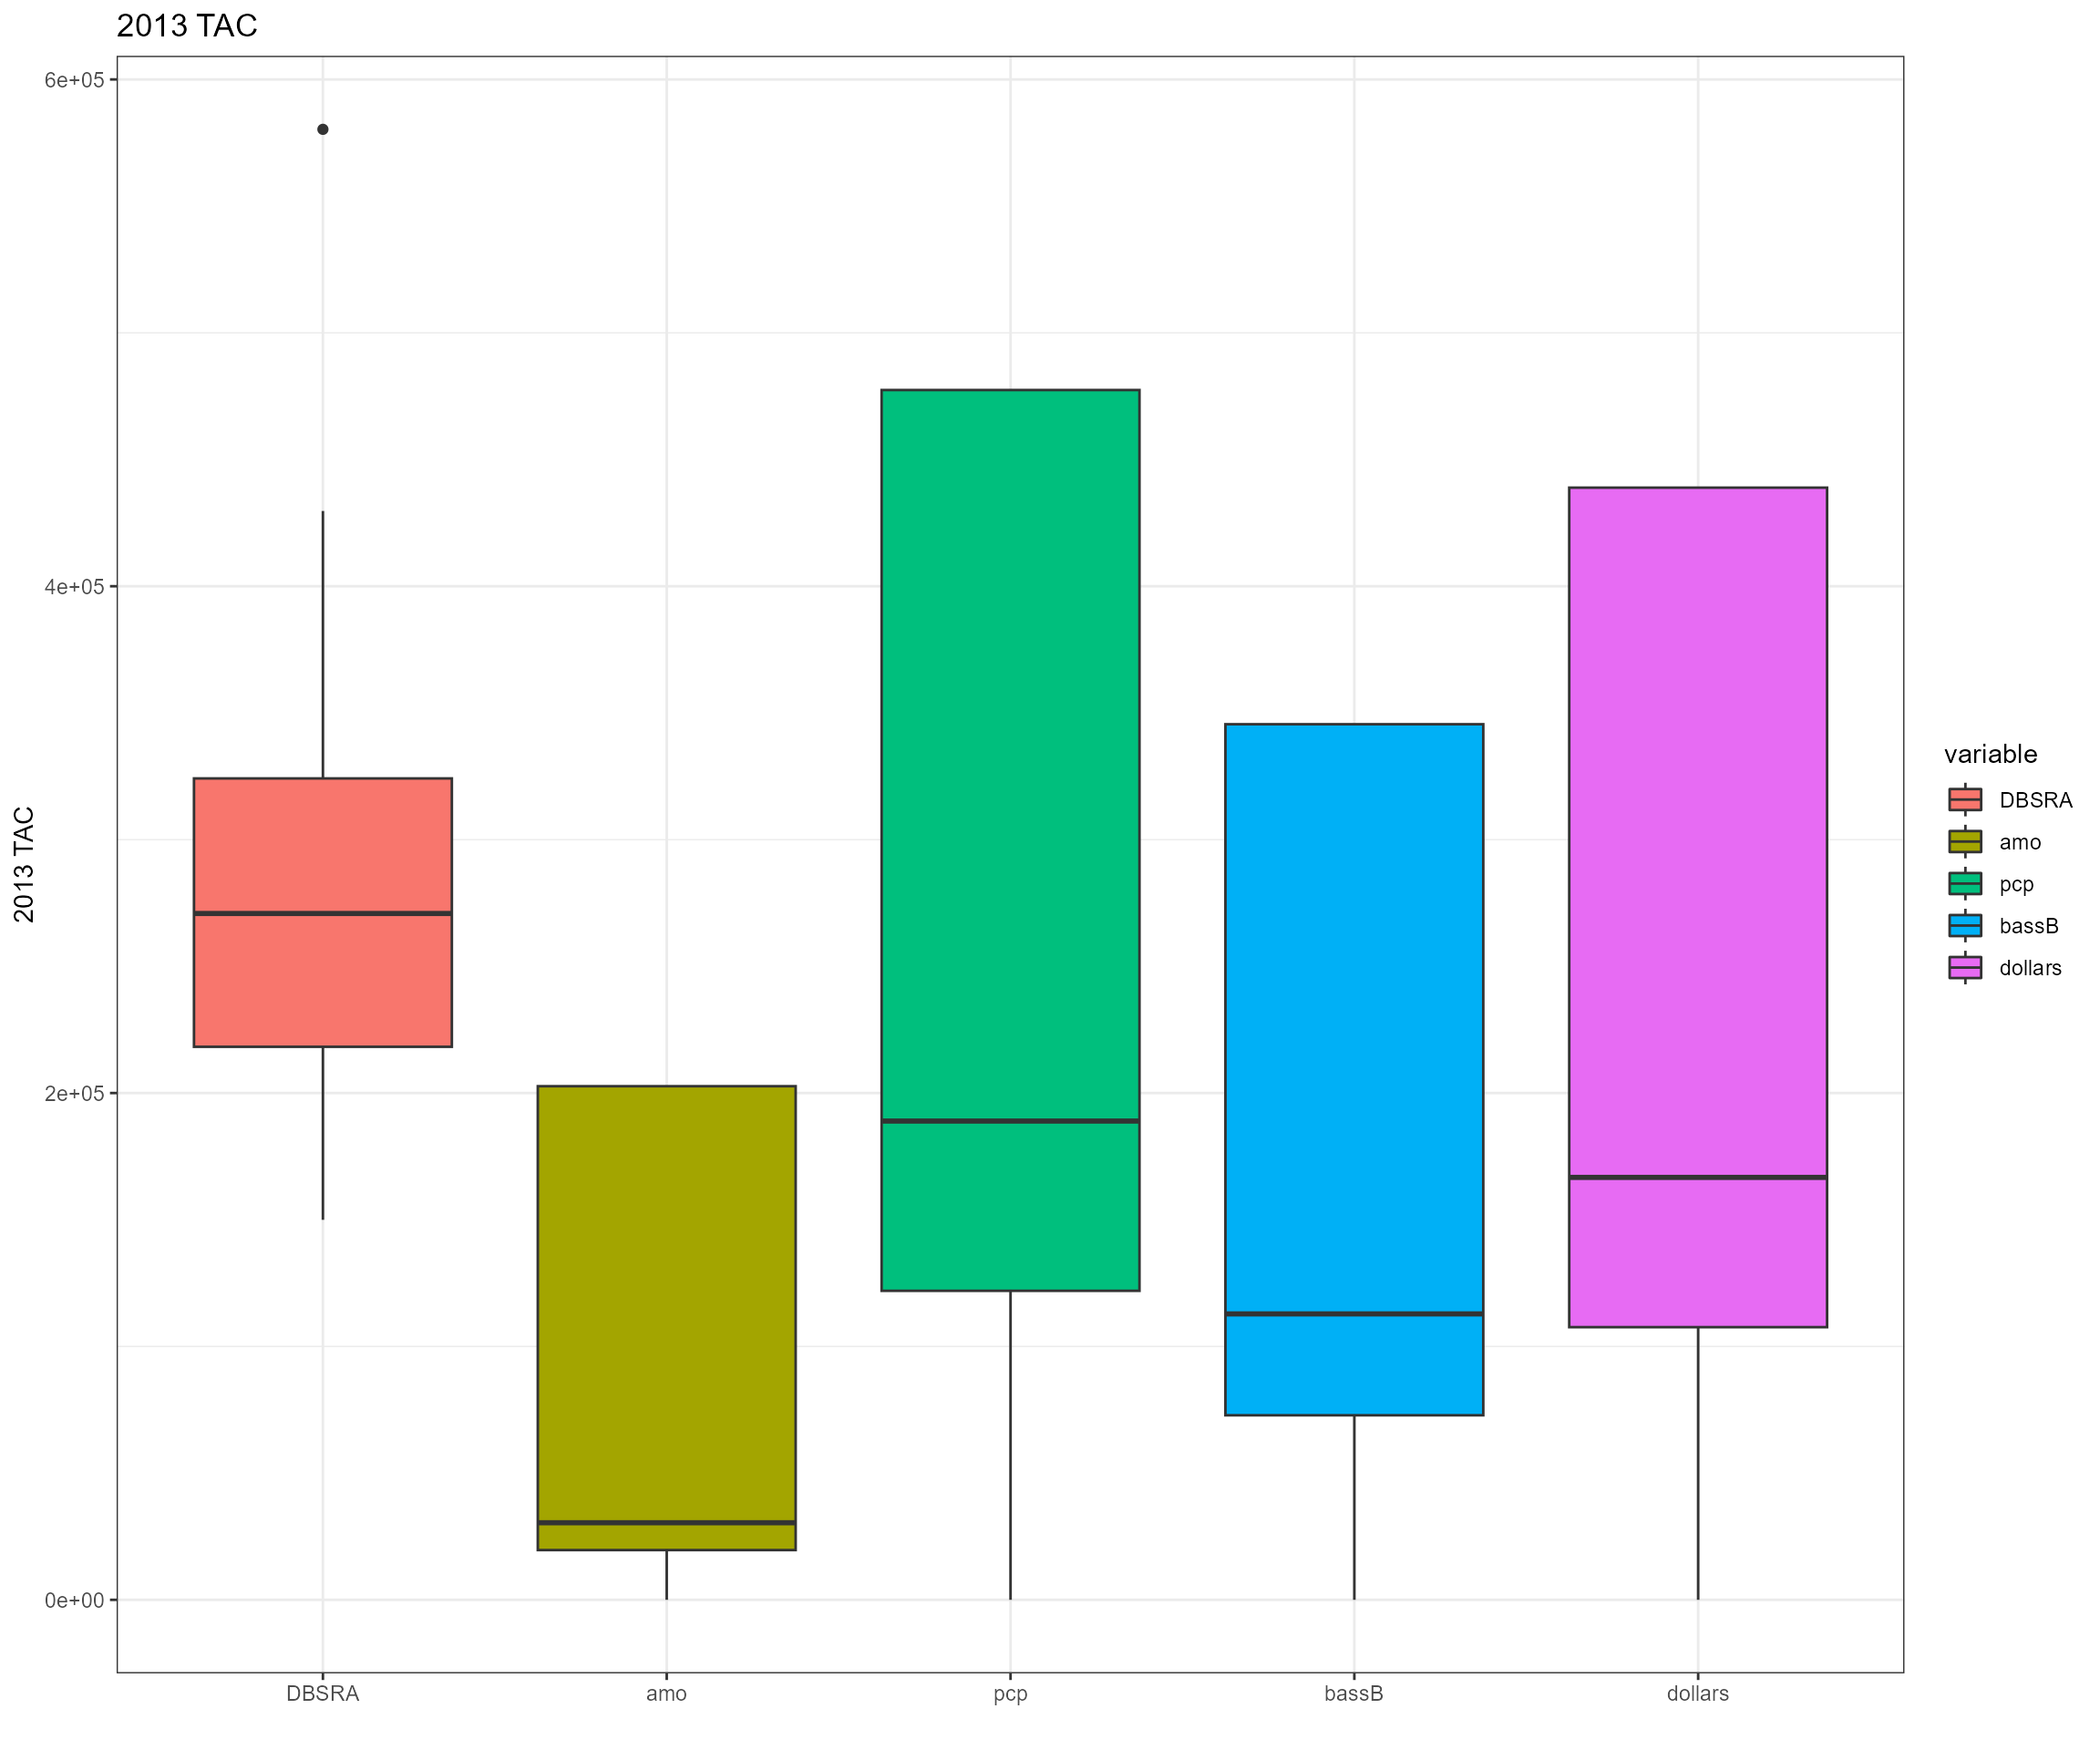 2013 TAC
6e+05
4e+05
2e+05
0e+00
2013 TAC
DBSRA
amo
pcp
bassB
dollars
variable
DBSRA
amo
pcp
bassB
dollars